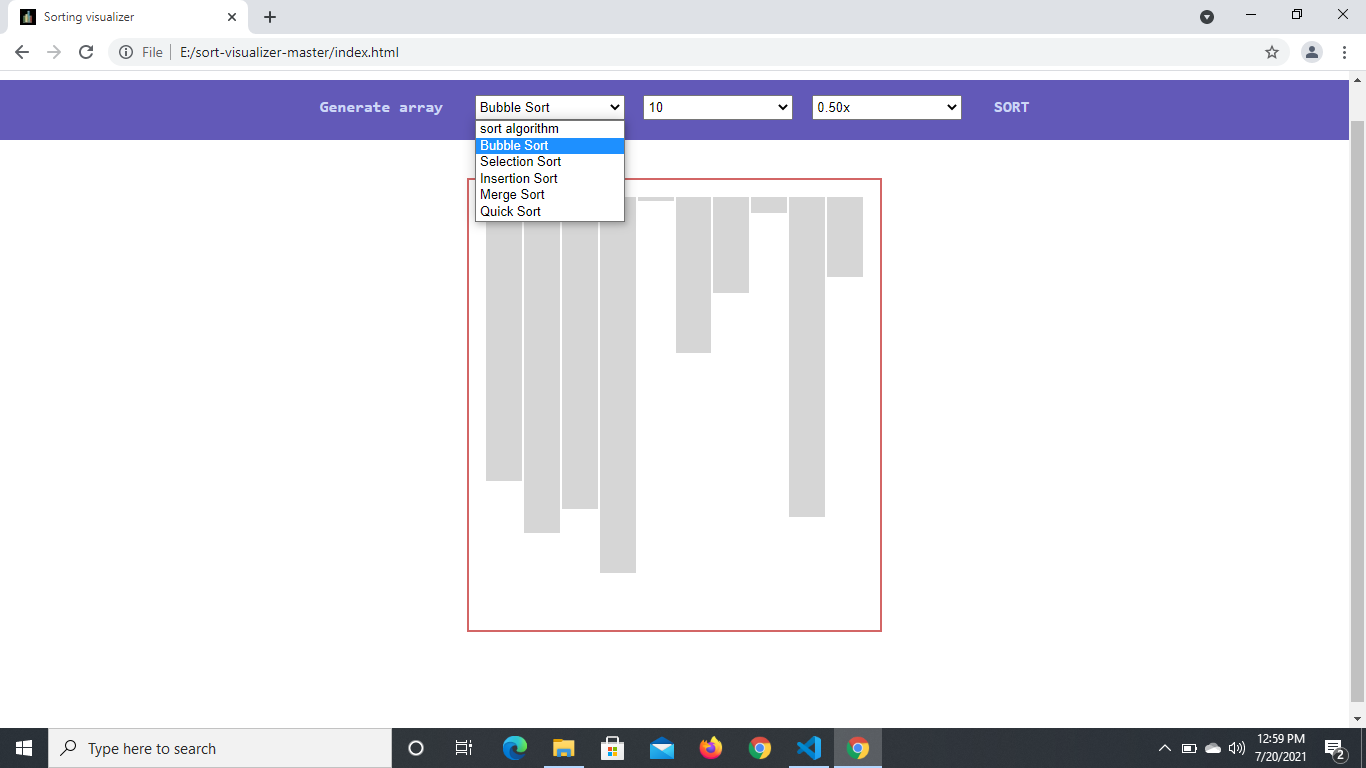 Sorting visualizer
File E:/sort-visualizer-master/index.html
Generate array Bubble Sort 10 0.50x SORT
sort algorithm
Bubble Sort
Selection Sort
Insertion Sort
Merge Sort
Quick Sort
Type here to search
12:59 PM
7/20/2021
2